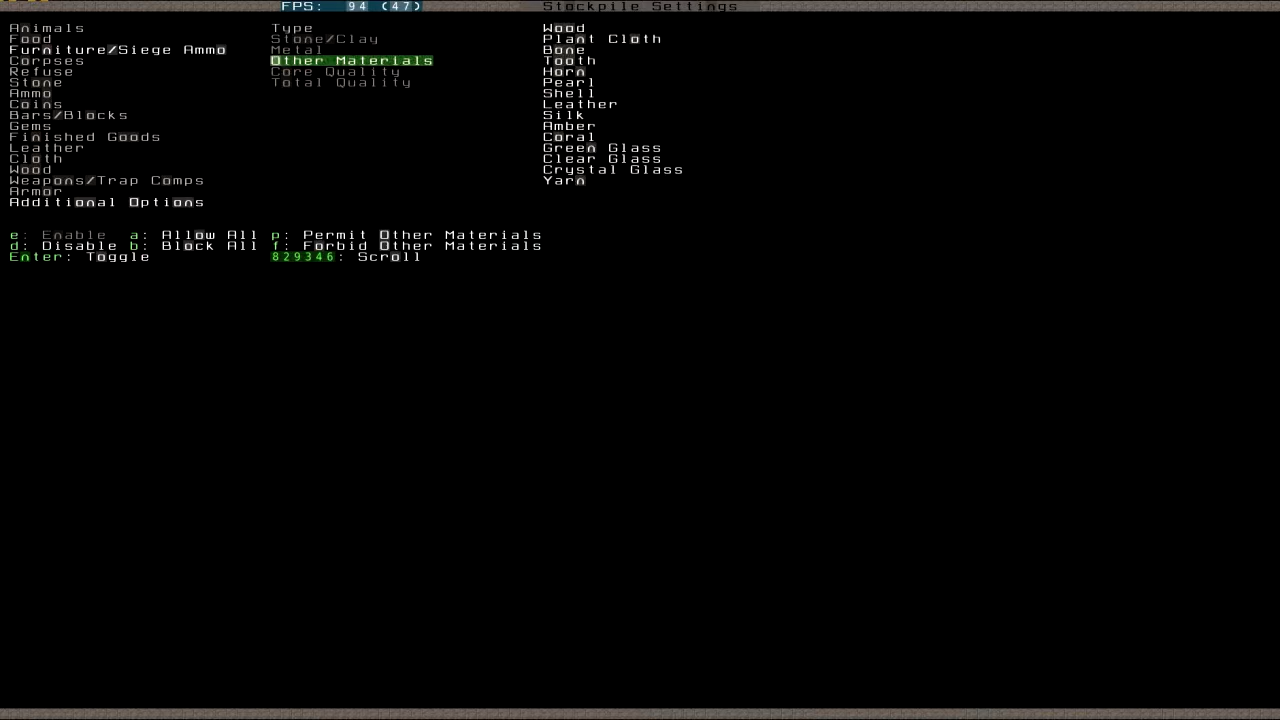 FPS: 94 (47) Stockpile Settings
Animals Type Wood
Food Stone/Clay Plant Cloth
Furniture/Siege Ammo Metal Bone
Corpses Other Materials Tooth
Refuse Core Quality Horn
Stone Total Quality Pearl
Ammo Shell
Coins Leather
Bars/Blocks Silk
Gems Amber
Finished Goods Coral
Leather Green Glass
Cloth Clear Glass
Wood Crystal Glass
Weapons/Trap Comps Yarn
Armor
Additional Options
e: Enable a: Allow All p: Permit Other Materials
d: Disable b: Block All f: Forbid Other Materials
Enter: Toggle 829346: Scroll